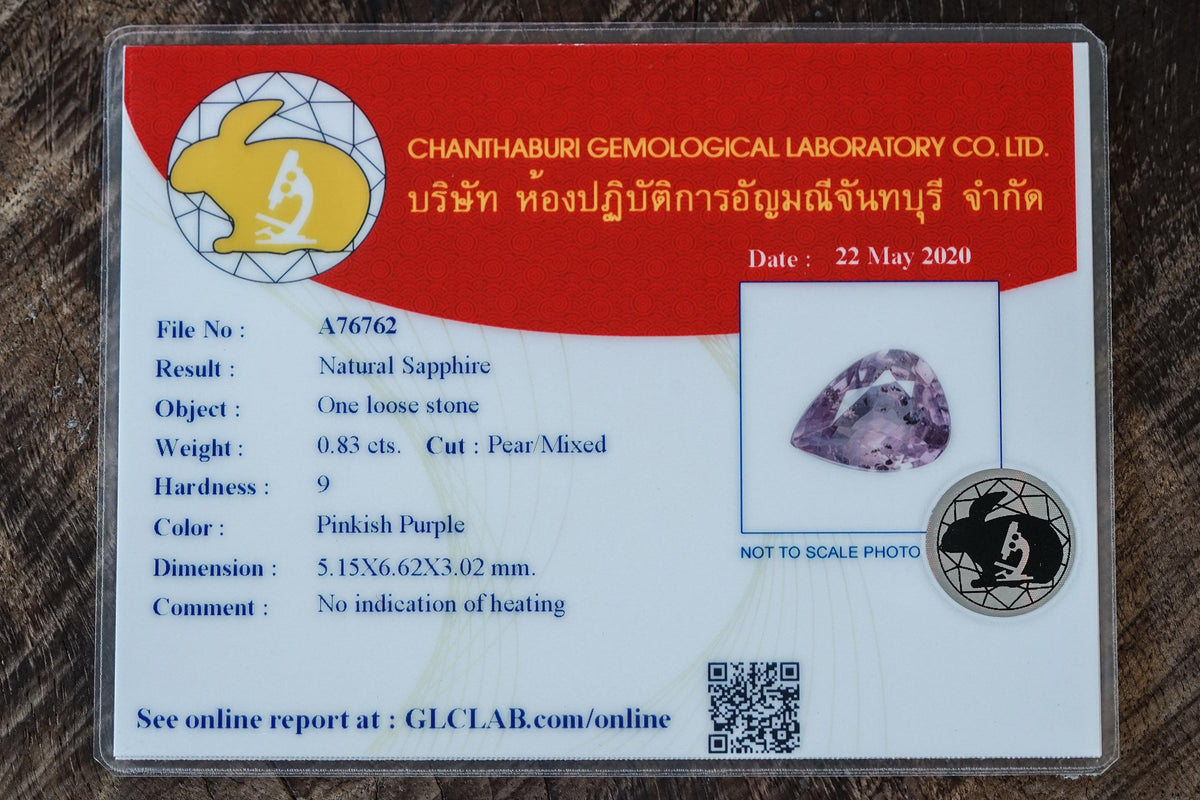 CHANTHABURI GEMOLOGICAL LABORATORY CO. LTD.
บริษัท ห้องปฏิบัติการอัญมณีจันทบุรี จำกัด
Date : 22 May 2020
File No : A76762
Result : Natural Sapphire
Object : One loose stone
Weight : 0.83 cts. Cut : Pear/Mixed
Hardness : 9
Color : Pinkish Purple
Dimension : 5.15X6.62X3.02 mm.
Comment : No indication of heating
NOT TO SCALE PHOTO
See online report at : GLCLAB.com/online